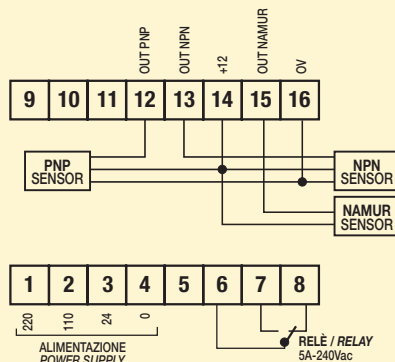 OUT PNP
OUT NPN
+12
OUT NAMUR
OV
9 10 11 12 13 14 15 16
PNP
SENSOR
NPN
SENSOR
NAMUR
SENSOR
1 2 3 4 5 6 7 8
220
110
24
0
ALIMENTAZIONE
POWER SUPPLY
RELÈ / RELAY
5A-240Vac